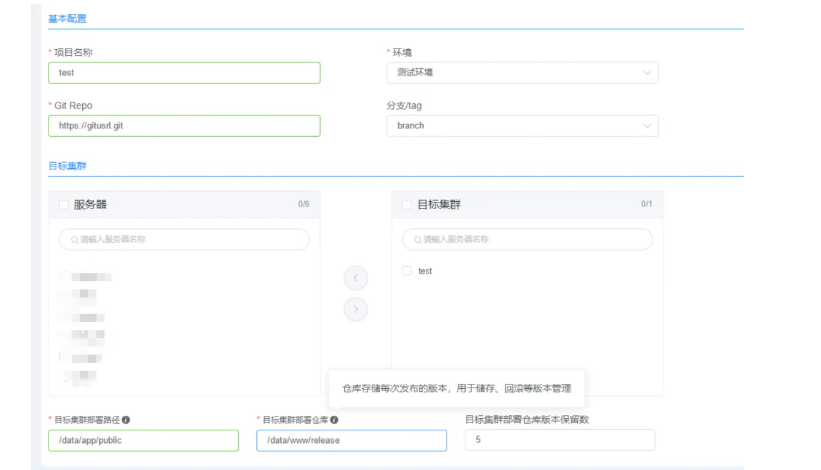 基本配置
* 项目名称
* 环境
test
测试环境
* Git Repo
分支/tag
https://gitusrl.git
branch
目标集群
服务器 0/6
目标集群 0/1
请输入服务器名称
请输入服务器名称
test
仓库存储每次发布的版本，用于储存、回滚等版本管理
* 目标集群部署路径
* 目标集群部署仓库
目标集群部署仓库版本保留数
/data/app/public
/data/www/release
5